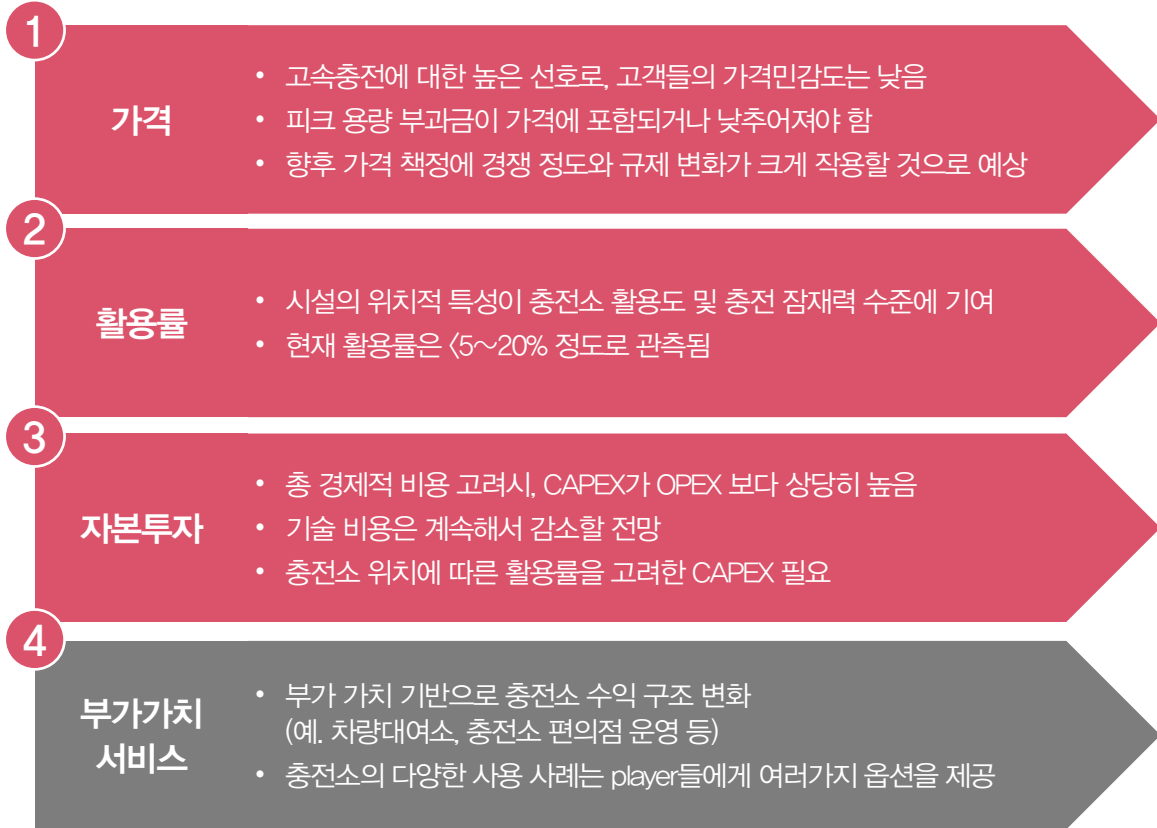 1
가격
• 고속충전에 대한 높은 선호로, 고객들의 가격민감도는 낮음
• 피크 용량 부과금이 가격에 포함되거나 낮추어져야 함
• 향후 가격 책정에 경쟁 정도와 규제 변화가 크게 작용할 것으로 예상
2
활용률
• 시설의 위치적 특성이 충전소 활용도 및 충전 잠재력 수준에 기여
• 현재 활용률은 <5~20% 정도로 관측됨
3
자본투자
• 총 경제적 비용 고려시, CAPEX가 OPEX 보다 상당히 높음
• 기술 비용은 계속해서 감소할 전망
• 충전소 위치에 따른 활용률을 고려한 CAPEX 필요
4
부가가치
서비스
• 부가 가치 기반으로 충전소 수익 구조 변화
(예. 차량대여소, 충전소 편의점 운영 등)
• 충전소의 다양한 사용 사례는 player들에게 여러가지 옵션을 제공